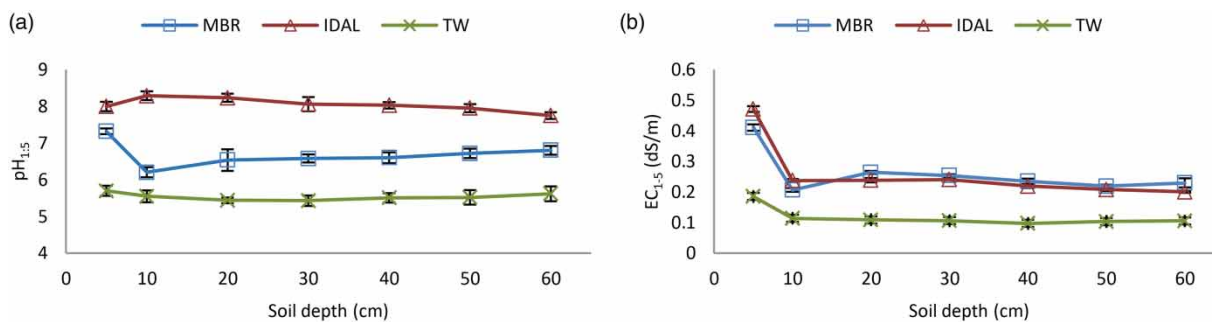 (a)
MBR IDAL TW
9
8
7
6
5
4
pH1:5
0 10 20 30 40 50 60
Soil depth (cm)
(b)
MBR IDAL TW
0.6
0.5
0.4
0.3
0.2
0.1
0
EC1-5 (dS/m)
0 10 20 30 40 50 60
Soil depth (cm)